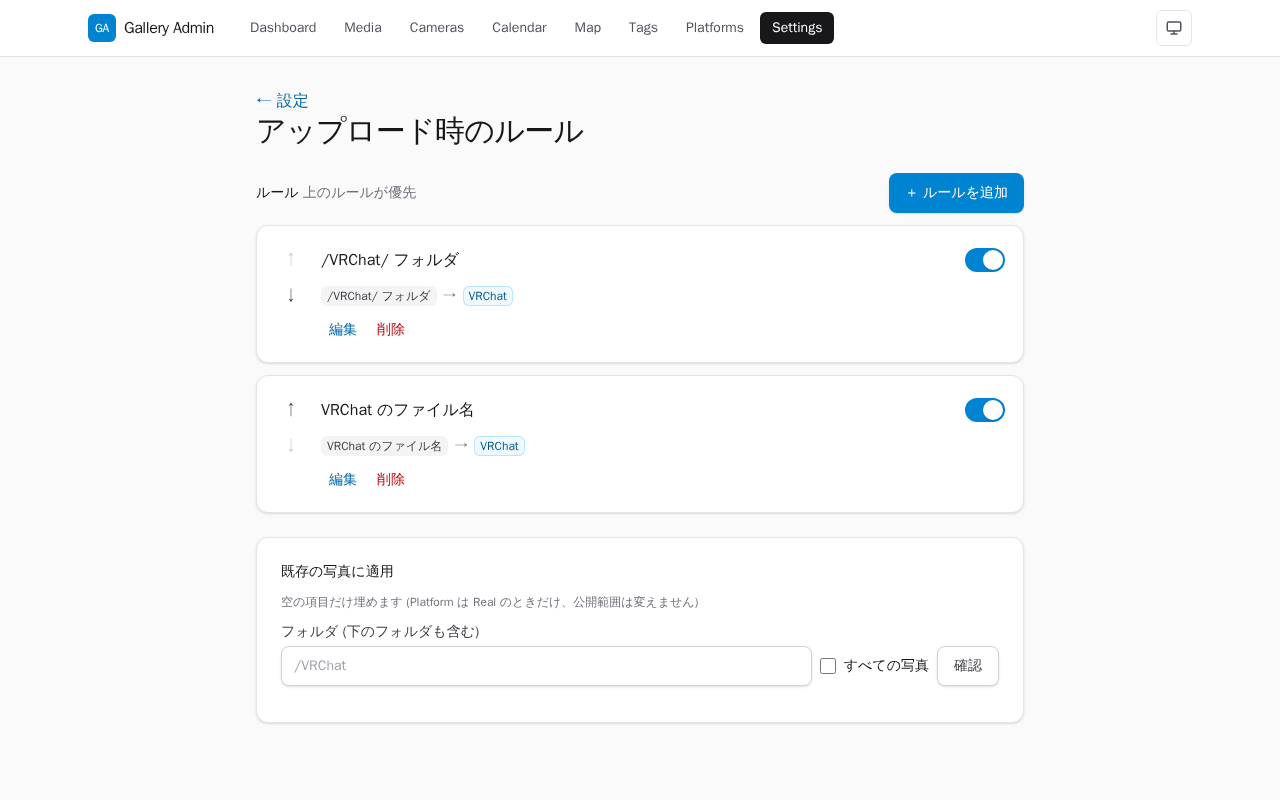 GA Gallery Admin Dashboard Media Cameras Calendar Map Tags Platforms Settings
← 設定
アップロード時のルール
ルール 上のルールが優先 + ルールを追加
↑ /VRChat/ フォルダ
↓ /VRChat/ フォルダ → VRChat
編集 削除
↑ VRChat のファイル名
↓ VRChat のファイル名 → VRChat
編集 削除
既存の写真に適用
空の項目だけ埋めます (Platform は Real のときだけ、公開範囲は変えません)
フォルダ (下のフォルダも含む)
/VRChat すべての写真 確認